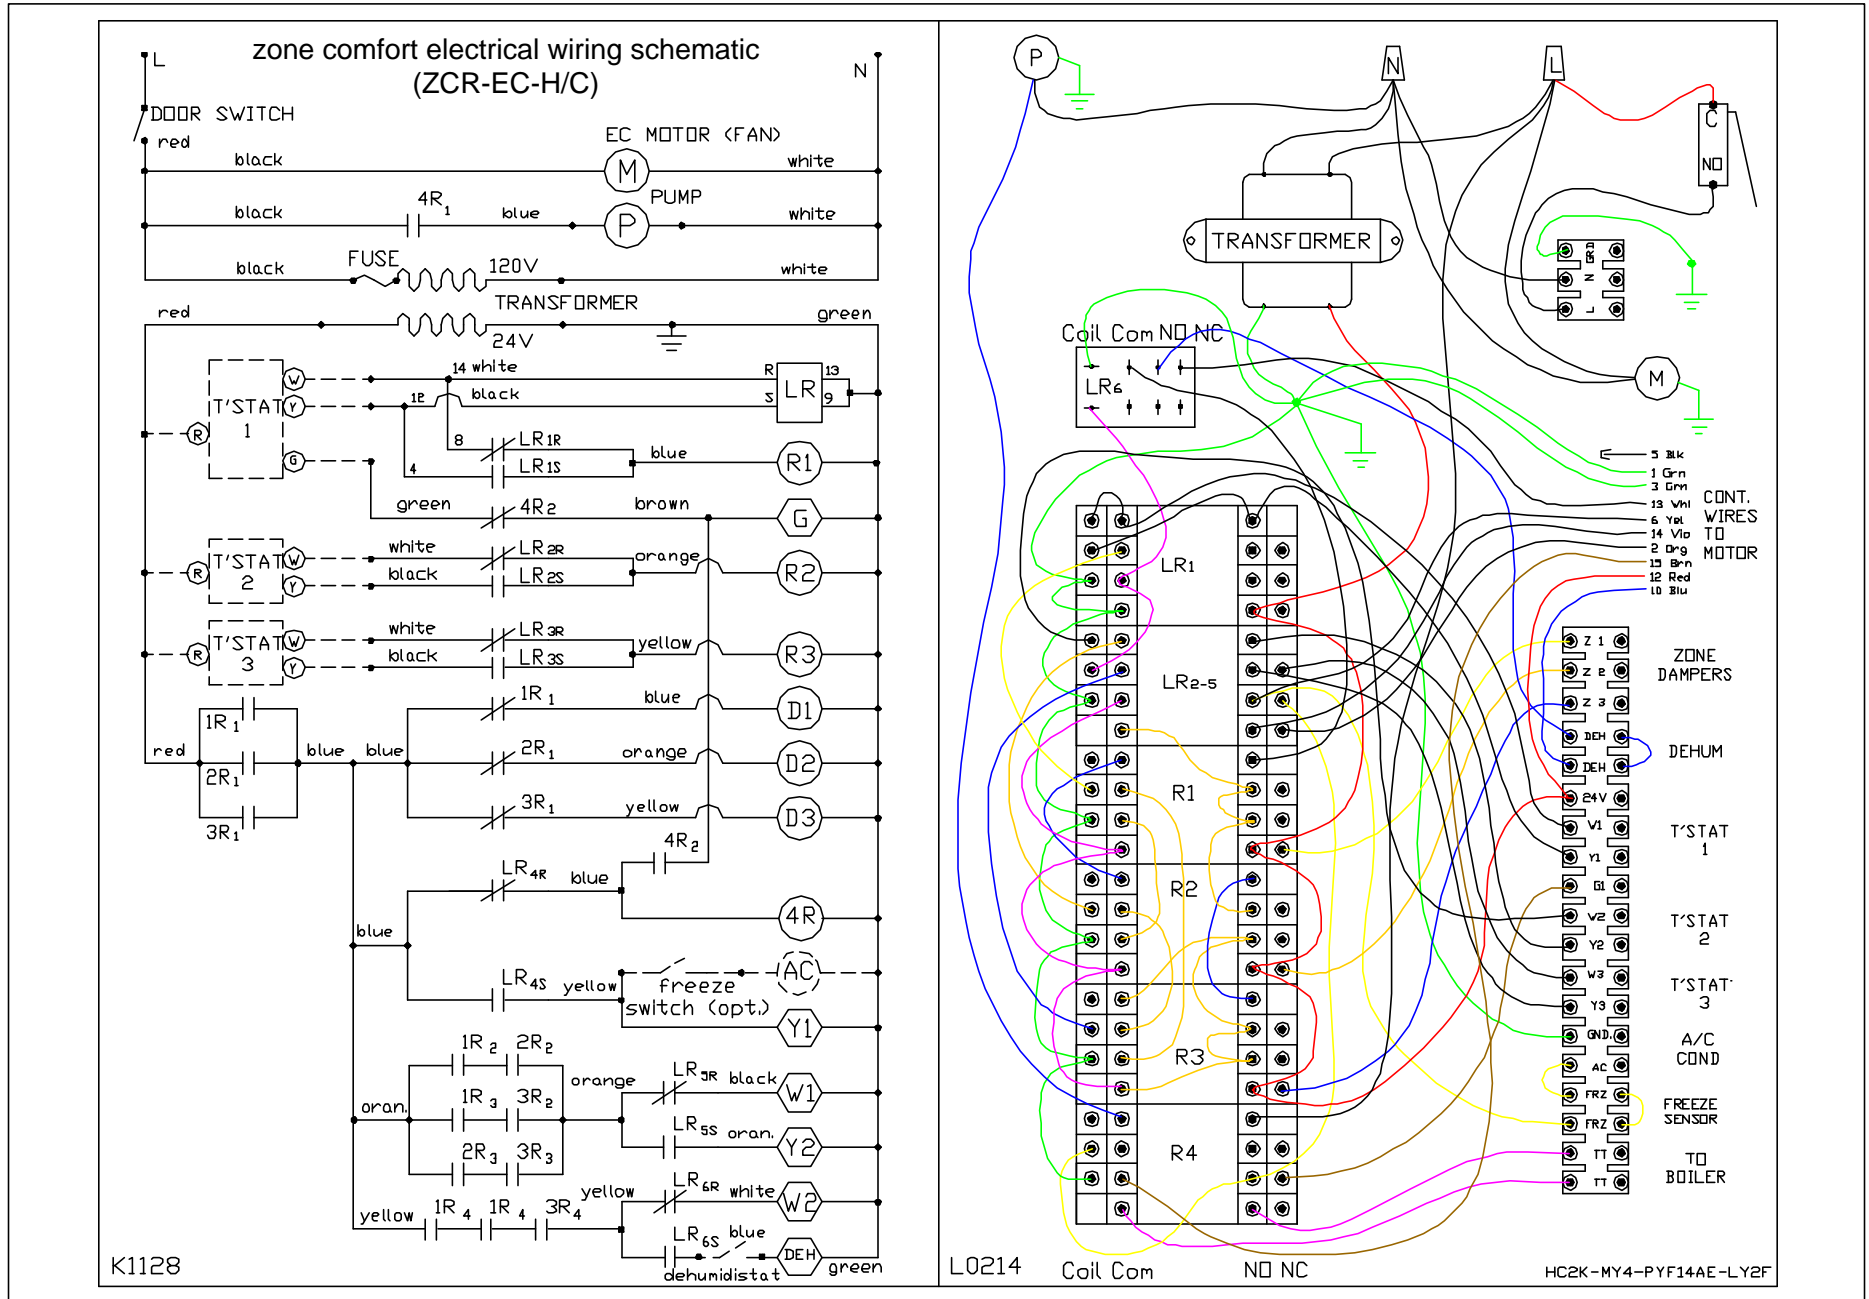 zone comfort electrical wiring schematic
(ZCR-EC-H/C)
L
N
DOOR SWITCH
red
EC MOTOR (FAN)
black
M
white
PUMP
4R1
black
blue
P
white
FUSE
black
120V
white
TRANSFORMER
red
24V
green
T'STAT
1
R
W
Y
G
14 white
12
black
R
S
LR
13
9
8
LR1R
4
LR1S
blue
R1
green
4R2
brown
G
T'STAT
2
R
W
Y
white
LR2R
black
LR2S
orange
R2
T'STAT
3
R
W
Y
white
LR3R
black
LR3S
yellow
R3
1R1
2R1
3R1
red
blue
blue
1R1
blue
D1
2R1
orange
D2
3R1
yellow
D3
4R2
LR4R
blue
4R
blue
LR4S
yellow
freeze
switch (opt.)
AC
Y1
1R2
2R2
oran.
1R3
3R2
2R3
3R3
orange
LR5R
black
W1
LR5S
oran.
Y2
yellow
1R4
1R4
3R4
yellow
LR6R
white
W2
LR6S
blue
dehumidistat
DEH
green
K1128
P
N
L
C
NO
TRANSFORMER
GRD
N
L
M
Coil Com NO NC
LR6
5 Blk
1 Grn
3 Grn
13 Wht
6 Yel
14 Vio
2 Org
15 Brn
12 Red
10 Blu
CONT.
WIRES
TO
MOTOR
LR1
LR2-5
R1
R2
R3
R4
Z 1
Z 2
Z 3
ZONE
DAMPERS
DEH
DEH
DEHUM
24V
W1
Y1
G1
T'STAT
1
W2
Y2
T'STAT
2
W3
Y3
T'STAT
3
GND.
AC
A/C
COND
FRZ
FRZ
FREEZE
SENSOR
TT
TT
TO
BOILER
L0214
Coil Com
NO NC
HC2K-MY4-PYF14AE-LY2F